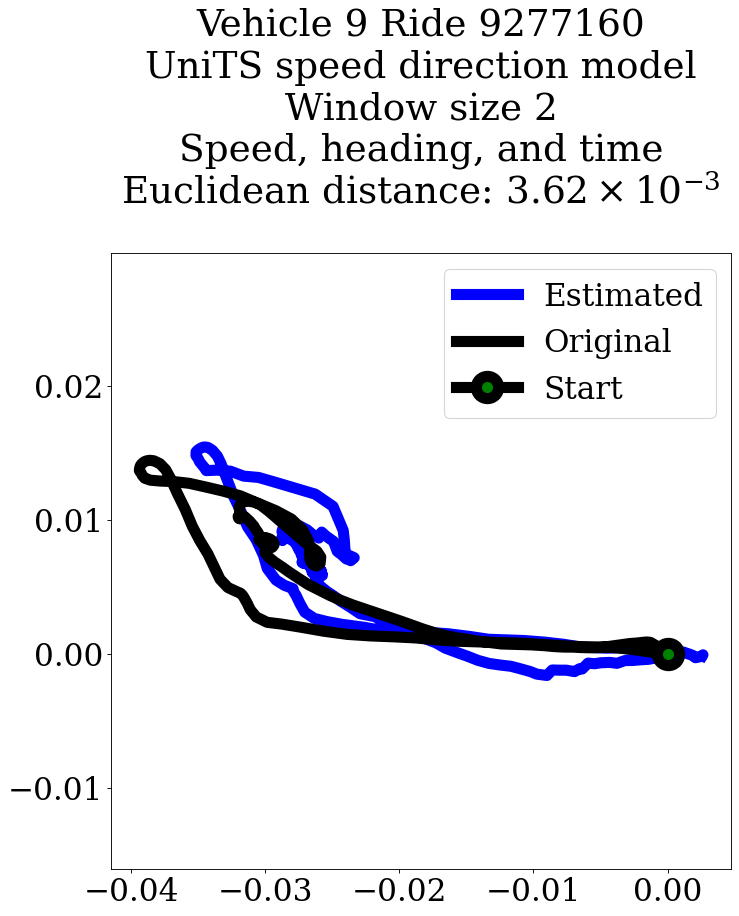 Vehicle 9 Ride 9277160
UniTS speed direction model
Window size 2
Speed, heading, and time
Euclidean distance: 3.62 × 10⁻³
Estimated
Original
Start
0.02
0.01
0.00
−0.01
−0.04 −0.03 −0.02 −0.01 0.00